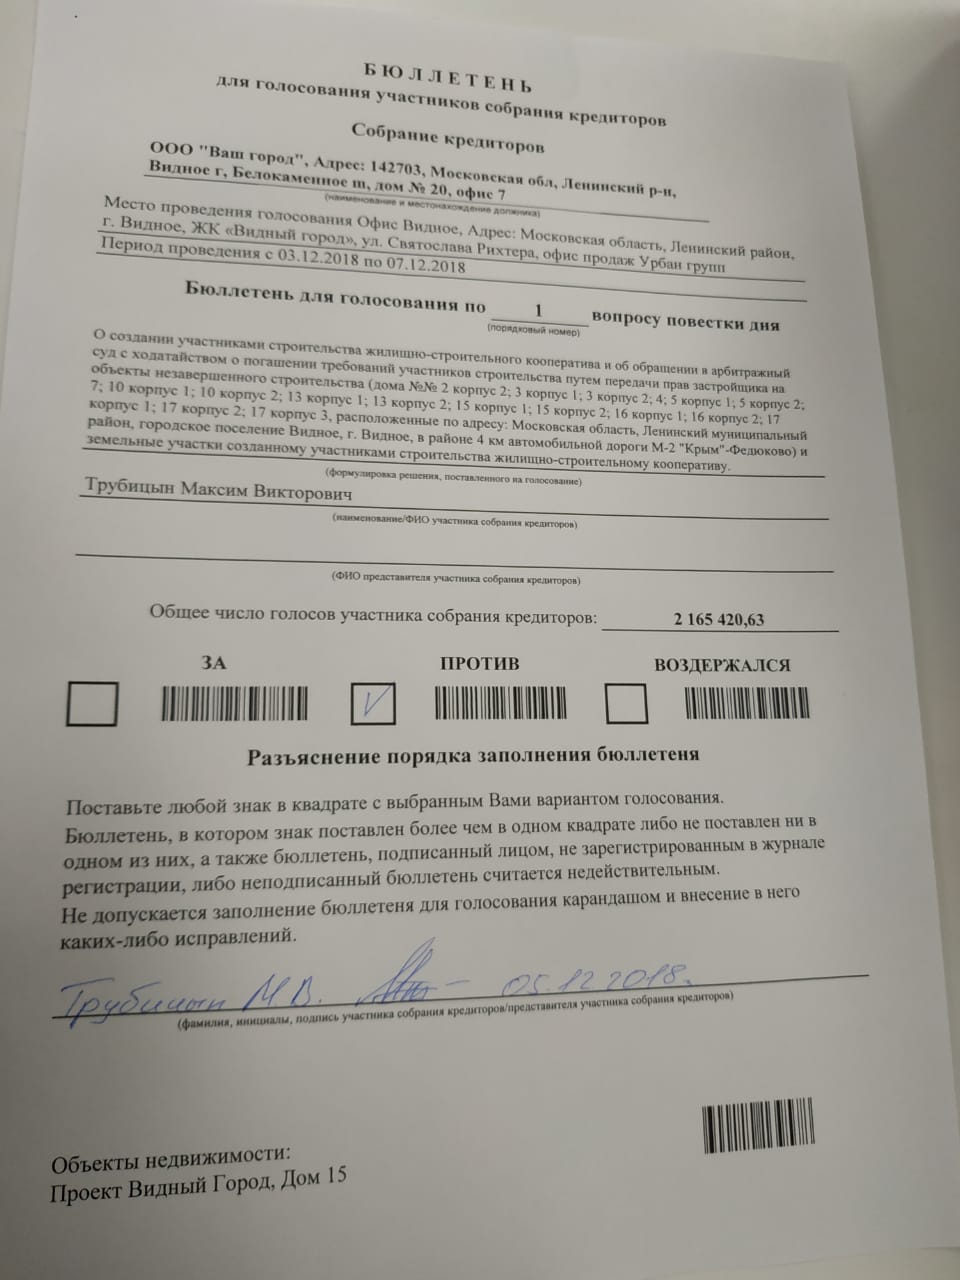 БЮЛЛЕТЕНЬ
для голосования участников собрания кредиторов
Собрание кредиторов
ООО "Ваш город", Адрес: 142703, Московская обл, Ленинский р-н,
Видное г, Белокаменное ш, дом № 20, офис 7
(наименование и местонахождение должника)
Место проведения голосования Офис Видное, Адрес: Московская область, Ленинский район,
г. Видное, ЖК «Видный город», ул. Святослава Рихтера, офис продаж Урбан групп
Период проведения с 03.12.2018 по 07.12.2018
Бюллетень для голосования по 1 вопросу повестки дня
(порядковый номер)
О создании участниками строительства жилищно-строительного кооператива и об обращении в арбитражный
суд с ходатайством о погашении требований участников строительства путем передачи прав застройщика на
объекты незавершенного строительства (дома №№ 2 корпус 2; 3 корпус 1; 3 корпус 2; 4; 5 корпус 1; 5 корпус 2;
7; 10 корпус 1; 10 корпус 2; 13 корпус 1; 13 корпус 2; 15 корпус 1; 15 корпус 2; 16 корпус 1; 16 корпус 2; 17
корпус 1; 17 корпус 2; 17 корпус 3, расположенные по адресу: Московская область, Ленинский муниципальный
район, городское поселение Видное, г. Видное, в районе 4 км автомобильной дороги М-2 "Крым"-Федюково) и
земельные участки созданному участниками строительства жилищно-строительному кооперативу.
(формулировка решения, поставленного на голосование)
Трубицын Максим Викторович
(наименование/ФИО участника собрания кредиторов)
(ФИО представителя участника собрания кредиторов)
Общее число голосов участника собрания кредиторов: 2 165 420,63
ЗА ПРОТИВ ВОЗДЕРЖАЛСЯ
Разъяснение порядка заполнения бюллетеня
Поставьте любой знак в квадрате с выбранным Вами вариантом голосования.
Бюллетень, в котором знак поставлен более чем в одном квадрате либо не поставлен ни в
одном из них, а также бюллетень, подписанный лицом, не зарегистрированным в журнале
регистрации, либо неподписанный бюллетень считается недействительным.
Не допускается заполнение бюллетеня для голосования карандашом и внесение в него
каких-либо исправлений.
Трубицын М В. 05.12.2018.
(фамилия, инициалы, подпись участника собрания кредиторов/представителя участника собрания кредиторов)
Объекты недвижимости:
Проект Видный Город, Дом 15